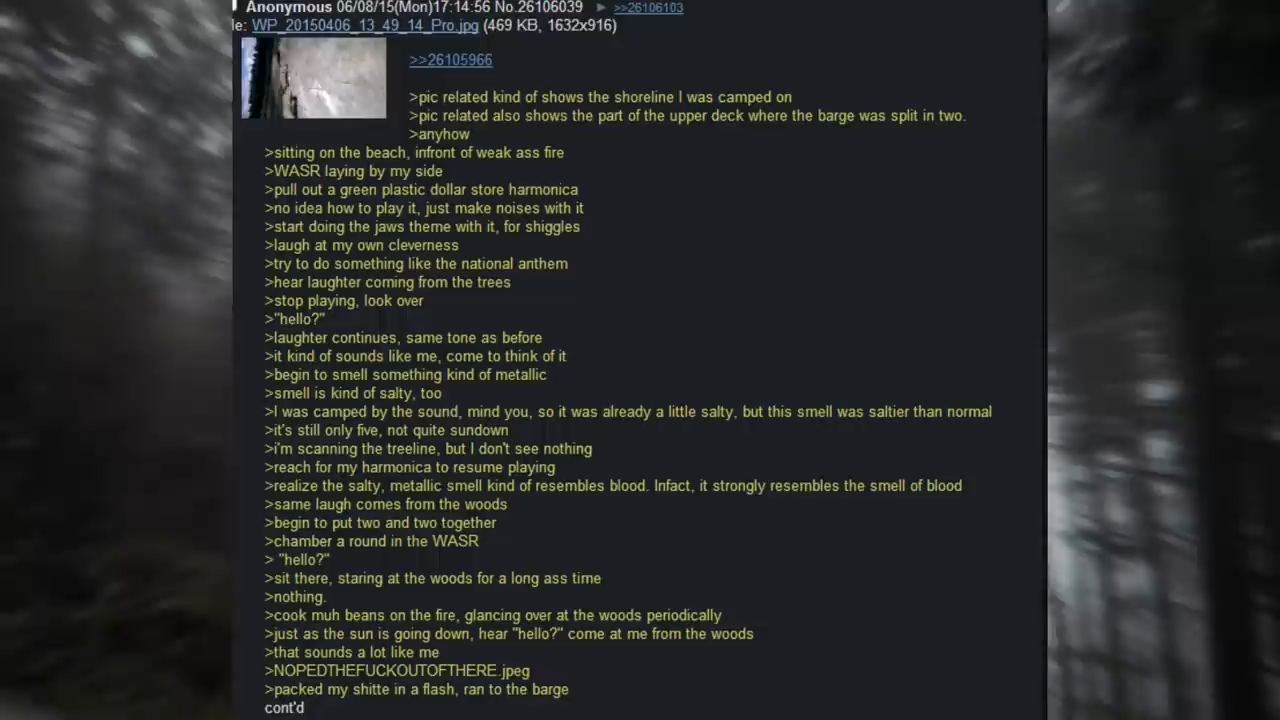 Anonymous 06/08/15(Mon)17:14:56 No.26106039 ▶ >>26106103
le: WP_20150406_13_49_14_Pro.jpg (469 KB, 1632x916)
>>26105966
>pic related kind of shows the shoreline I was camped on
>pic related also shows the part of the upper deck where the barge was split in two.
>anyhow
>sitting on the beach, infront of weak ass fire
>WASR laying by my side
>pull out a green plastic dollar store harmonica
>no idea how to play it, just make noises with it
>start doing the jaws theme with it, for shiggles
>laugh at my own cleverness
>try to do something like the national anthem
>hear laughter coming from the trees
>stop playing, look over
>"hello?"
>laughter continues, same tone as before
>it kind of sounds like me, come to think of it
>begin to smell something kind of metallic
>smell is kind of salty, too
>I was camped by the sound, mind you, so it was already a little salty, but this smell was saltier than normal
>it's still only five, not quite sundown
>i'm scanning the treeline, but I don't see nothing
>reach for my harmonica to resume playing
>realize the salty, metallic smell kind of resembles blood. Infact, it strongly resembles the smell of blood
>same laugh comes from the woods
>begin to put two and two together
>chamber a round in the WASR
> "hello?"
>sit there, staring at the woods for a long ass time
>nothing.
>cook muh beans on the fire, glancing over at the woods periodically
>just as the sun is going down, hear "hello?" come at me from the woods
>that sounds a lot like me
>NOPEDTHEFUCKOUTOFTHERE.jpeg
>packed my shitte in a flash, ran to the barge
cont'd